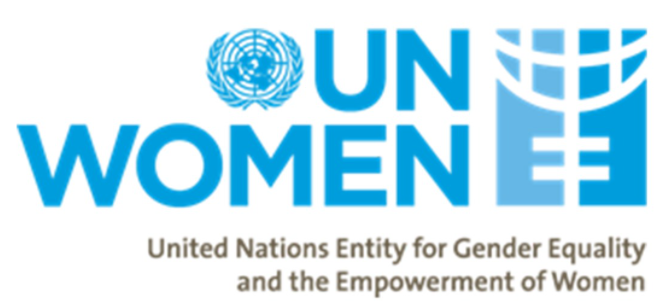 UN
WOMEN
United Nations Entity for Gender Equality
and the Empowerment of Women